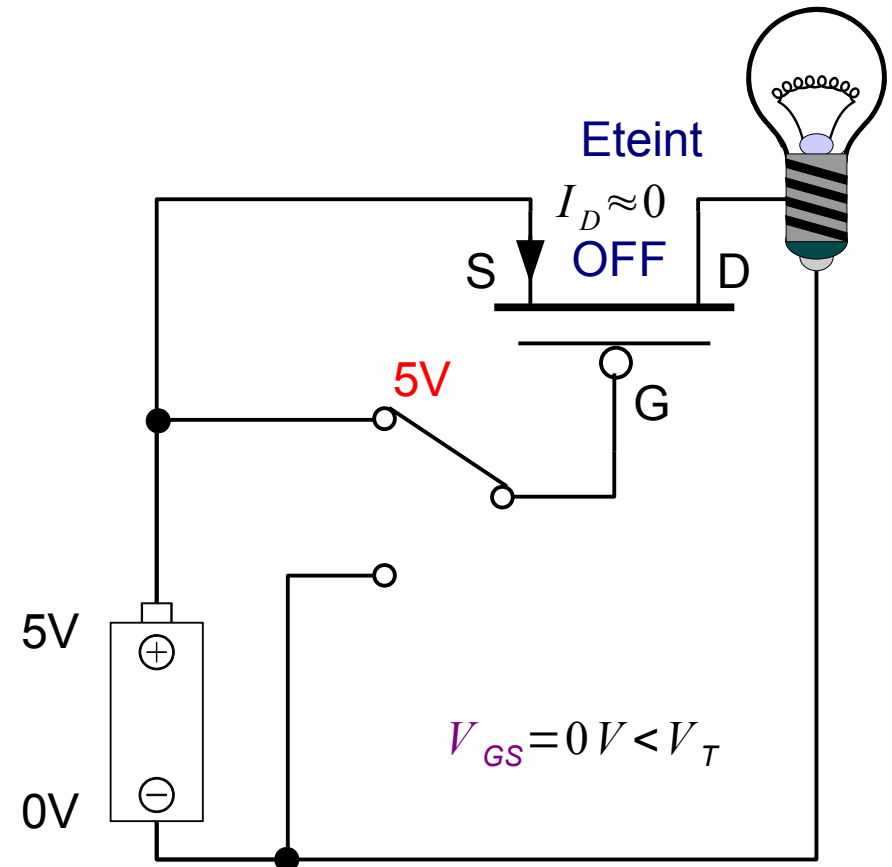 Eteint
I_D≈0
S OFF D
5V
G
5V
+
V_GS=0V<V_T
−
0V